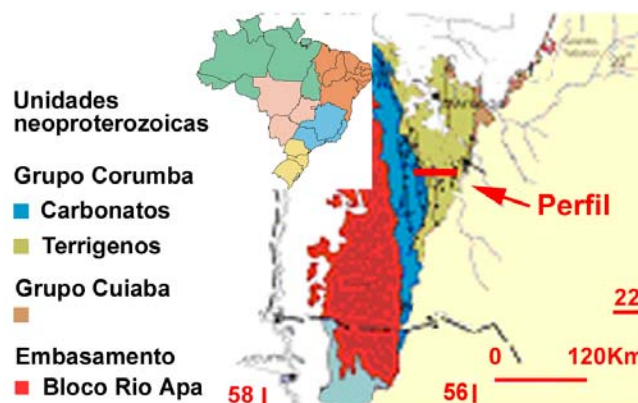 Unidades
neoproterozoicas
Grupo Corumba
Carbonatos
Terrigenos
Grupo Cuiaba
Embasamento
Bloco Rio Apa
Perfil
22
0 120Km
58
56